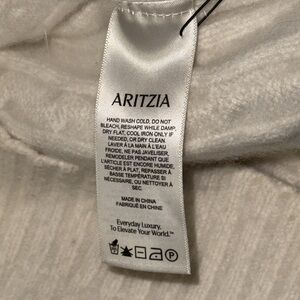 ARITZIA
HAND WASH COLD. DO NOT
BLEACH, RESHAPE WHILE DAMP.
DRY FLAT, COOL IRON ONLY IF
NEEDED, OR DRY CLEAN
LAVER À LA MAIN À L'EAU
FROIDE, NE PAS JAVELISER,
REMODELER PENDANT QUE
L'ARTICLE EST ENCORE HUMIDE.
SÉCHER À PLAT, REPASSER À
BASSE TEMPÉRATURE SI
NÉCESSAIRE, OU NETTOYER À
SEC.
MADE IN CHINA
FABRIQUÉ EN CHINE
Everyday Luxury.
To Elevate Your World.™
P